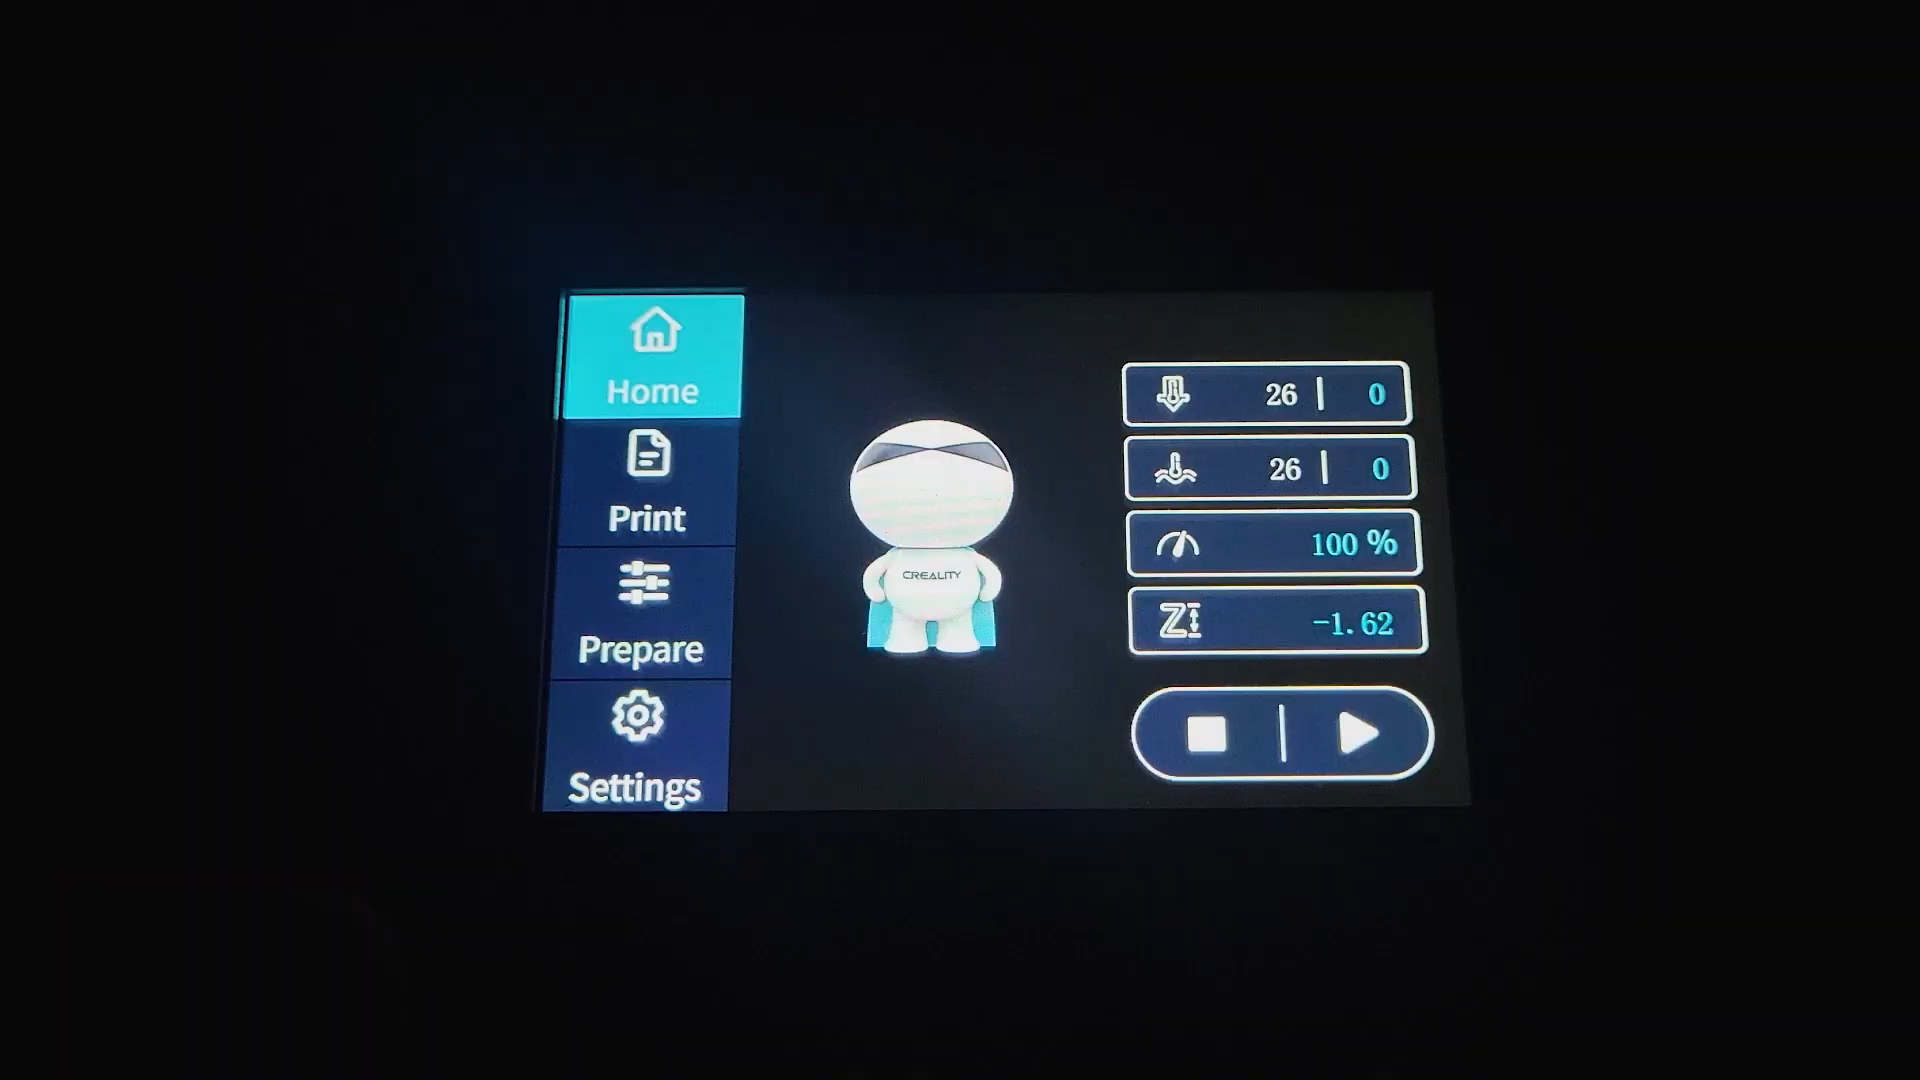 Home
Print
Prepare
Settings
CREALITY
26 | 0
26 | 0
100 %
Z -1.62